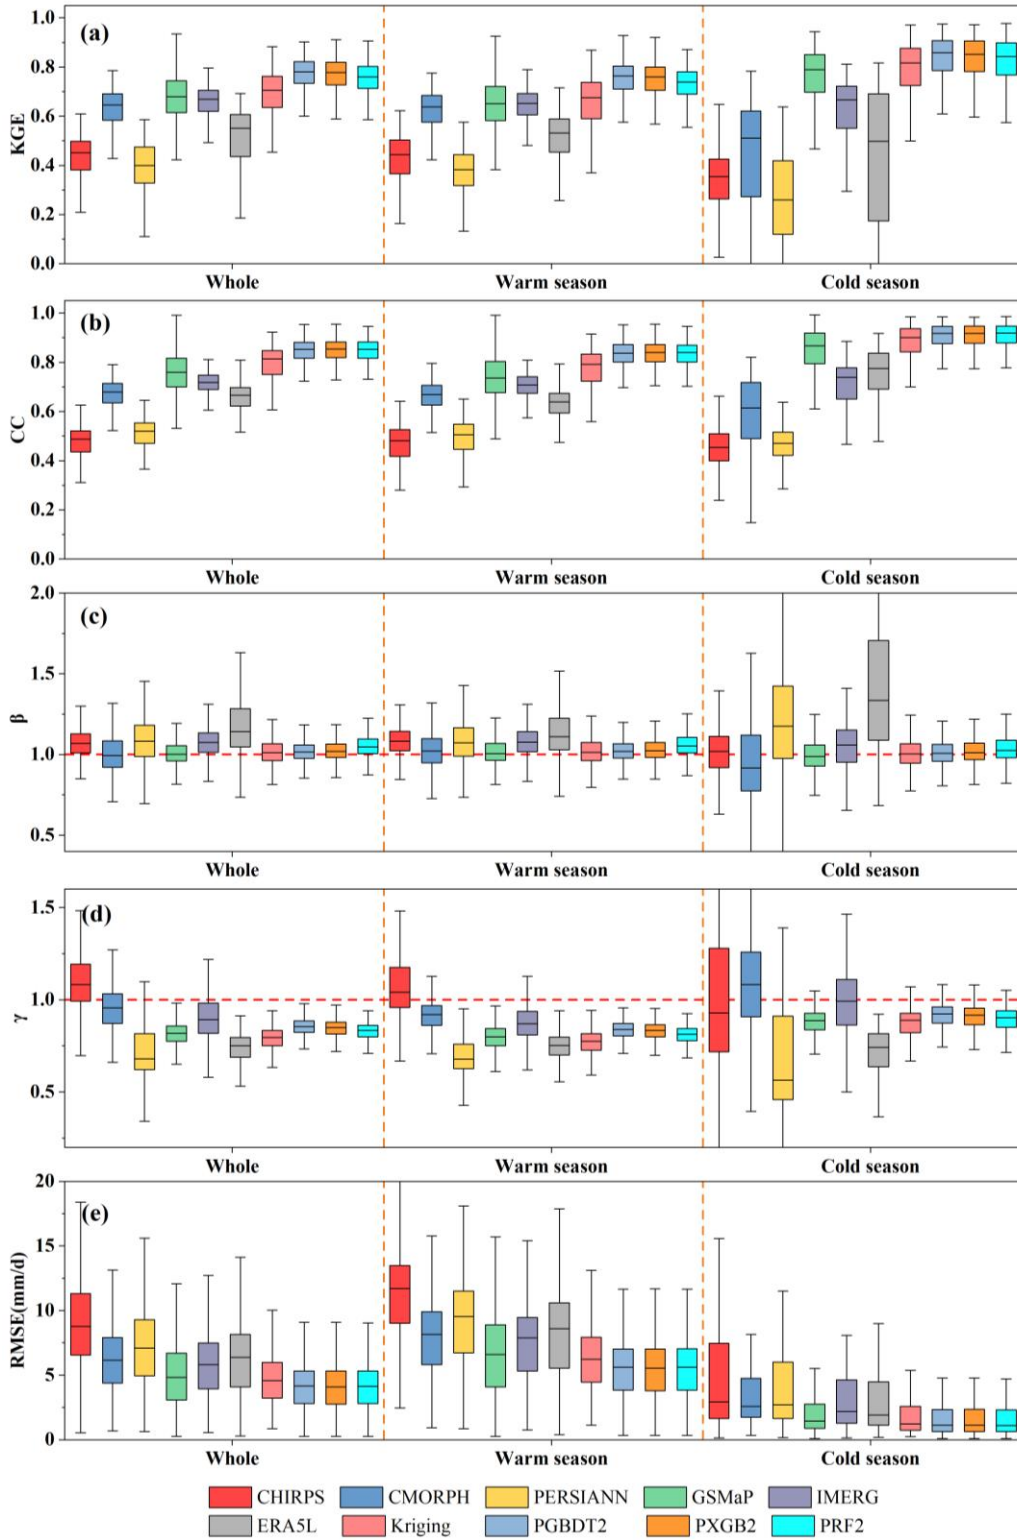 (a)
KGE
1.0
0.8
0.6
0.4
0.2
0.0
Whole Warm season Cold season
(b)
CC
1.0
0.8
0.6
0.4
0.2
0.0
Whole Warm season Cold season
(c)
β
2.0
1.5
1.0
0.5
Whole Warm season Cold season
(d)
γ
1.5
1.0
0.5
Whole Warm season Cold season
(e)
RMSE(mm/d)
20
15
10
5
0
Whole Warm season Cold season
CHIRPS CMORPH PERSIANN GSMaP IMERG
ERA5L Kriging PGBDT2 PXGB2 PRF2